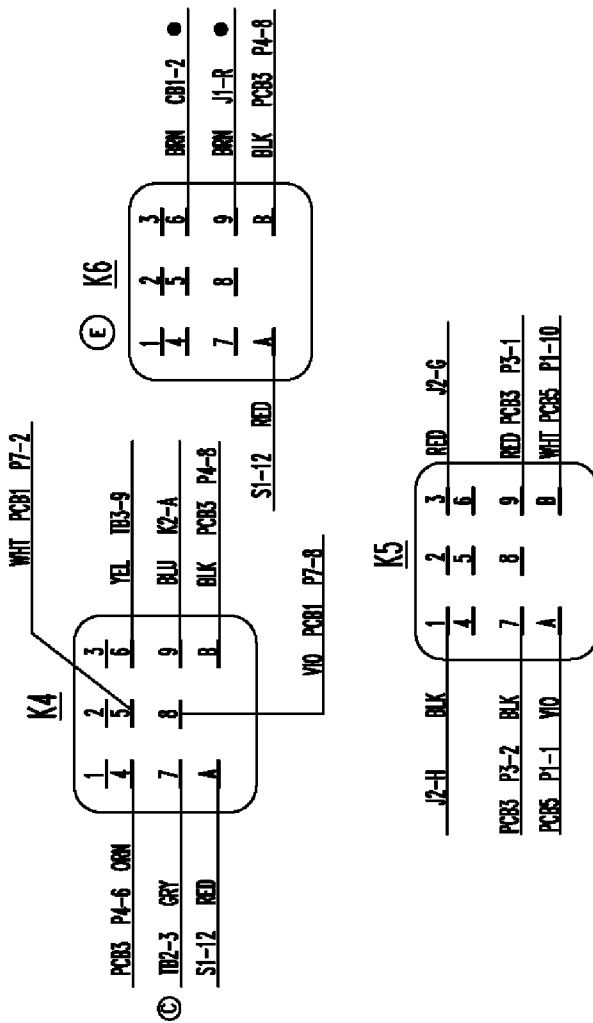 WHT PCB1 P7-2
K4
1 2 3
4 5 6
7 8 9
A B
PCB3 P4-6 ORN
TB2-3 GRY
S1-12 RED
YEL TB3-9
BLU K2-A
BLK PCB3 P4-8
VIO PCB1 P7-8
C
E
K6
1 2 3
4 5 6
7 8 9
A B
S1-12 RED
BRN CB1-2
BRN J1-R
BLK PCB3 P4-8
K5
1 2 3
4 5 6
7 8 9
A B
J2-H BLK
PCB3 P3-2 BLK
PCB5 P1-1 VIO
RED J2-G
RED PCB3 P3-1
WHT PCB5 P1-10